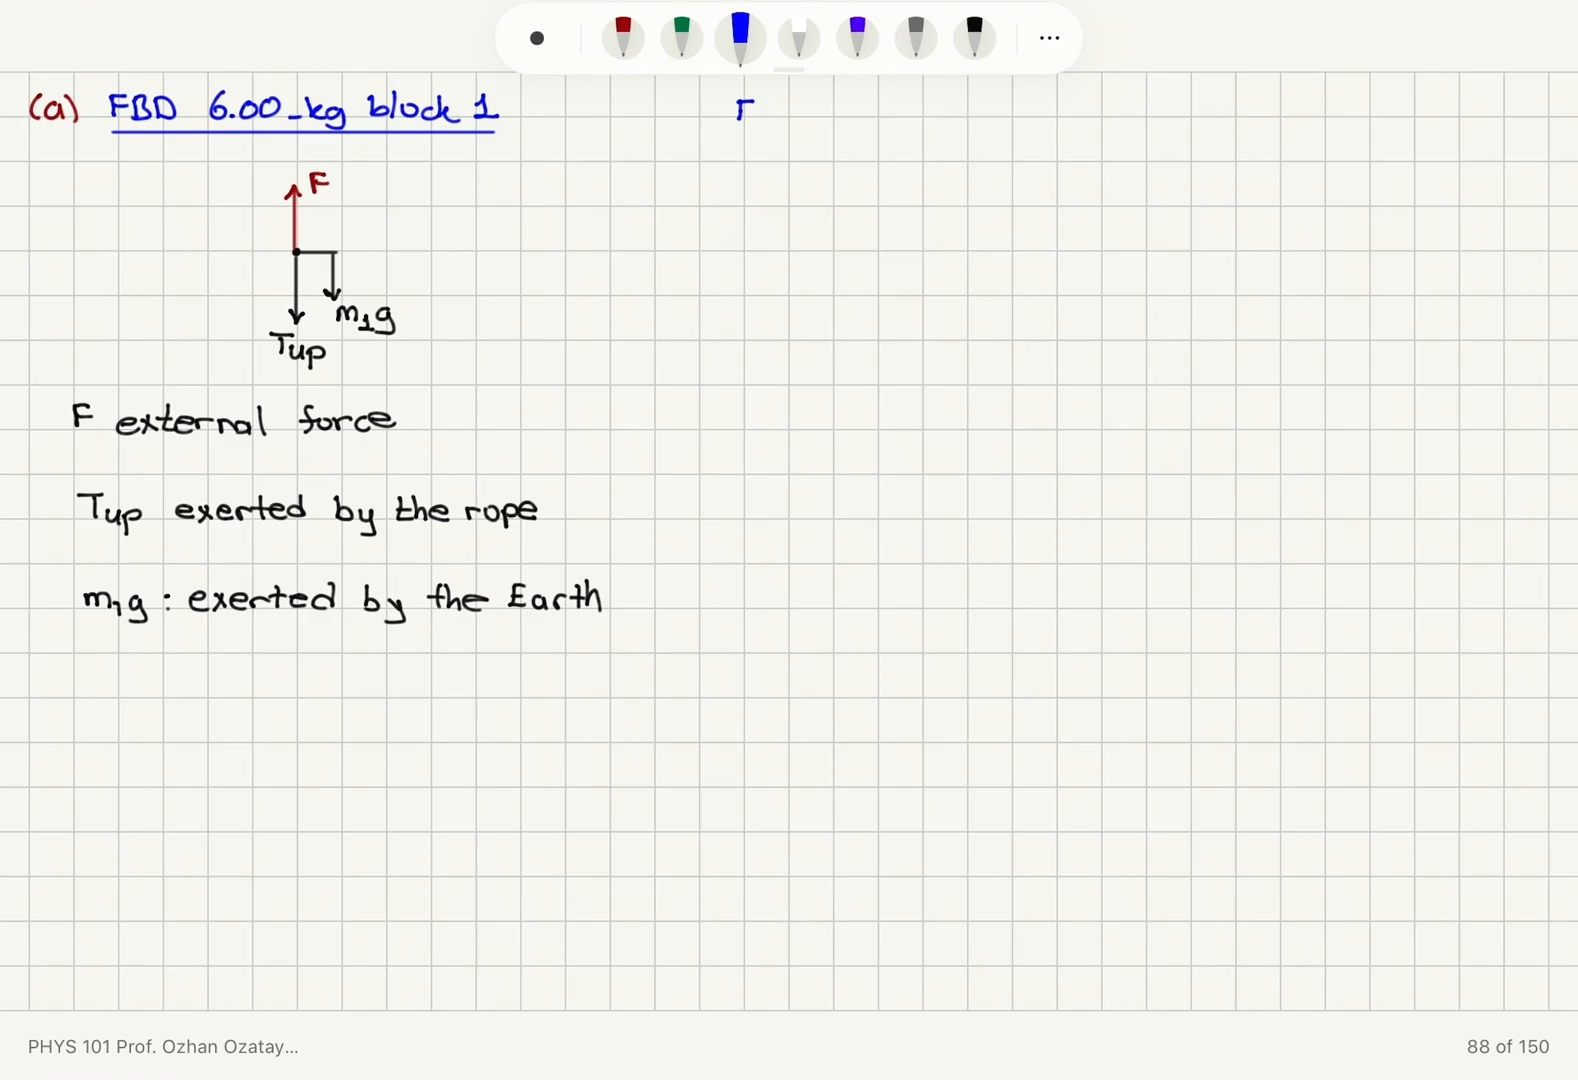 (a) FBD 6.00-kg block 1
F
m1g
Tup
F external force
Tup exerted by the rope
m1g : exerted by the Earth
PHYS 101 Prof. Ozhan Ozatay...
88 of 150